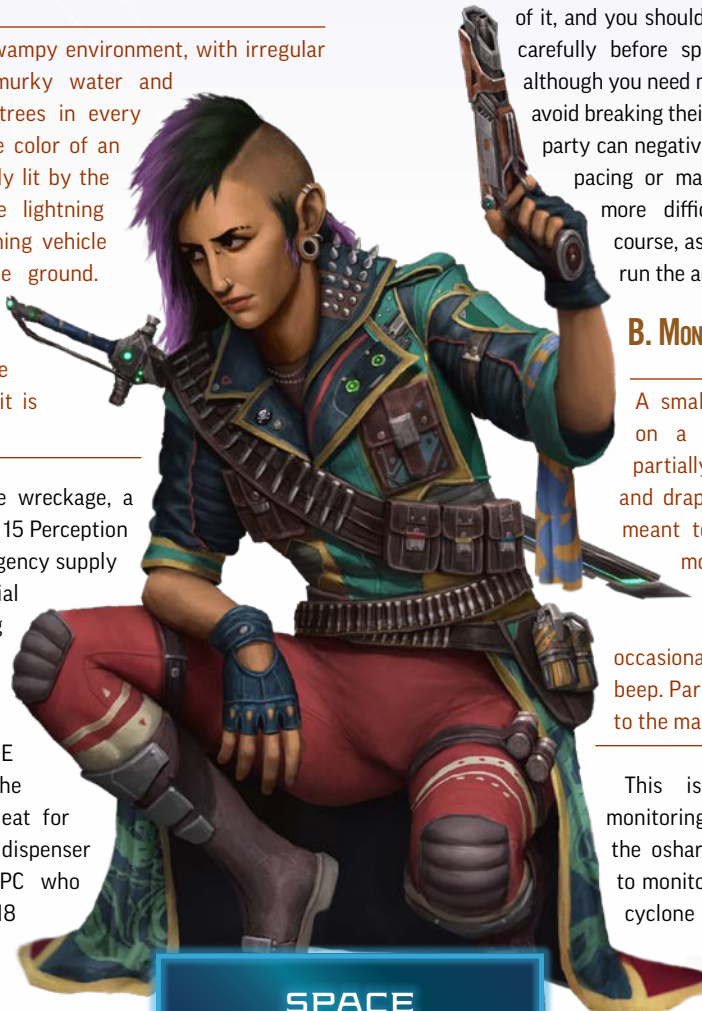 wampy environment, with irregular
murky water and
trees in every
e color of an
ly lit by the
e lightning
ning vehicle
e ground.
e
it is
e wreckage, a
15 Perception
gency supply
ial
g
E
he
eat for
dispenser
PC who
18
of it, and you should
carefully before sp
although you need
avoid breaking thei
party can negativ
pacing or ma
more diffic
course, as
run the a
B. MON
A smal
on a
partially
and drap
meant t
mo
occasiona
beep. Par
to the ma
This is
monitoring
the oshar
to monito
cyclone
SPACE